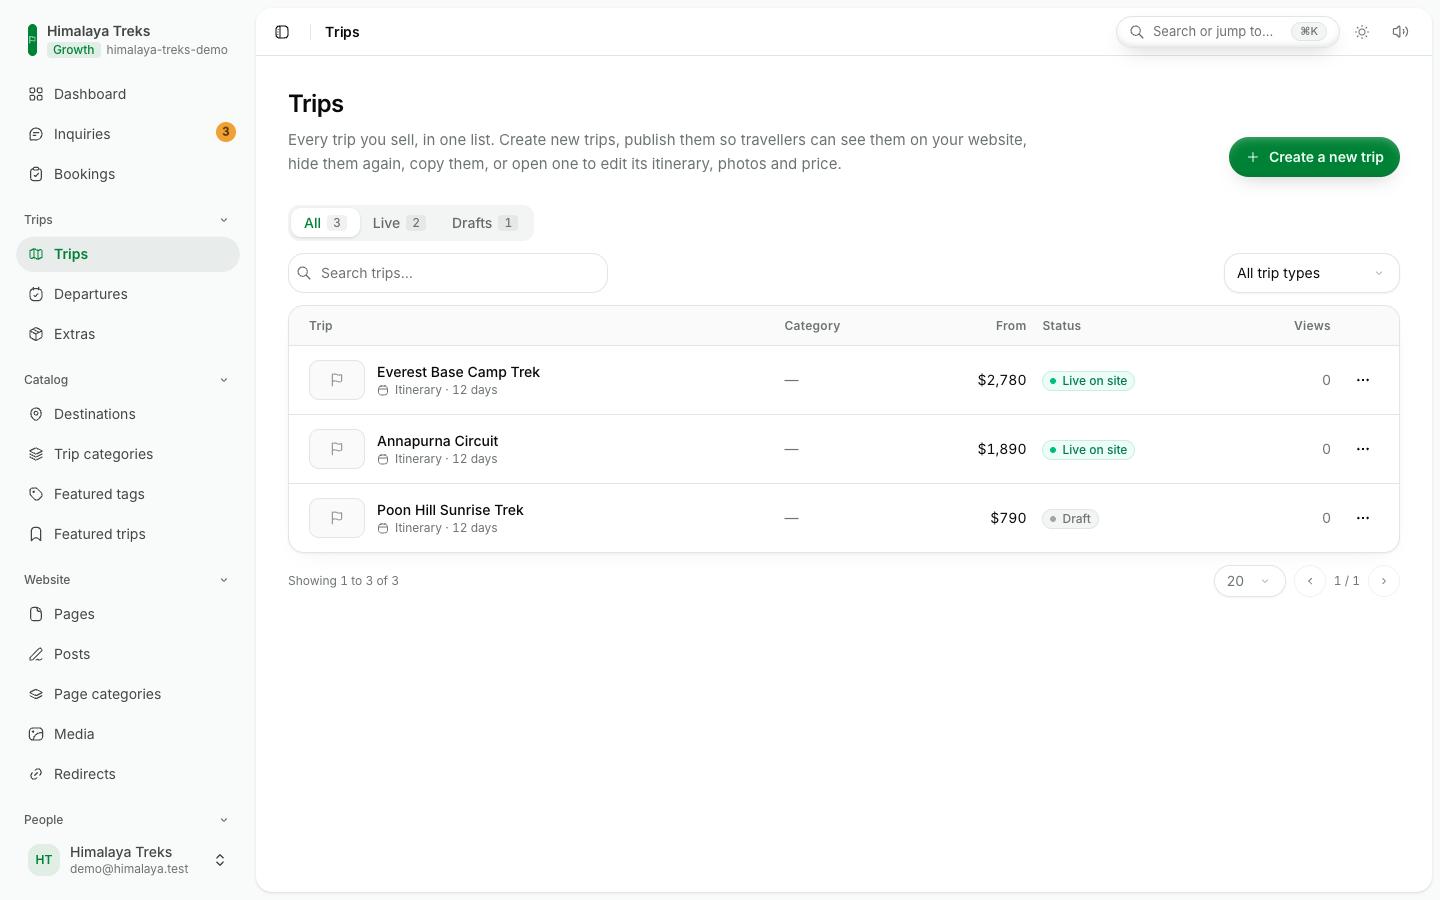 Himalaya Treks
Growth himalaya-treks-demo
Dashboard
Inquiries 3
Bookings
Trips
Trips
Departures
Extras
Catalog
Destinations
Trip categories
Featured tags
Featured trips
Website
Pages
Posts
Page categories
Media
Redirects
People
HT
Himalaya Treks
demo@himalaya.test
Trips
Search or jump to... ⌘K
Trips
Every trip you sell, in one list. Create new trips, publish them so travellers can see them on your website,
hide them again, copy them, or open one to edit its itinerary, photos and price.
Create a new trip
All 3 Live 2 Drafts 1
Search trips...
All trip types
Trip Category From Status Views
Everest Base Camp Trek
Itinerary · 12 days
— $2,780 Live on site 0
Annapurna Circuit
Itinerary · 12 days
— $1,890 Live on site 0
Poon Hill Sunrise Trek
Itinerary · 12 days
— $790 Draft 0
Showing 1 to 3 of 3
20 1 / 1